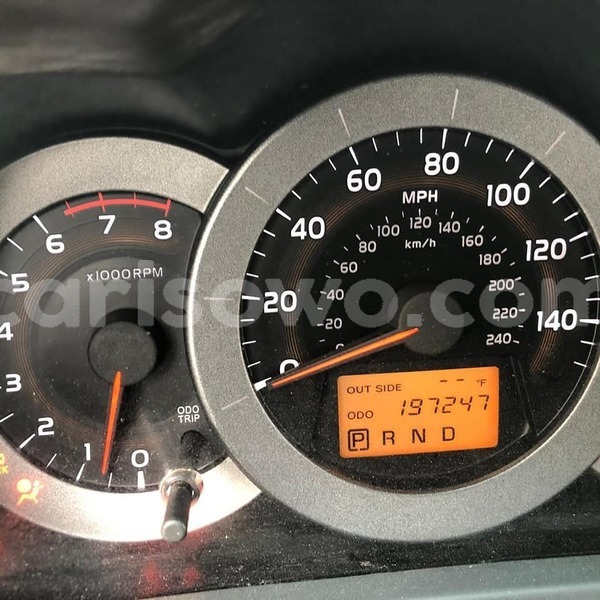 0 1 2 3 4 5 6 7 8
x1000RPM
ODO
TRIP
0 20 40 60 80 100 120 140
MPH
0 20 40 60 80 100 120 140 160 180 200 220 240
km/h
OUT SIDE -- °F
ODO 197247
P R N D
carisowo.com